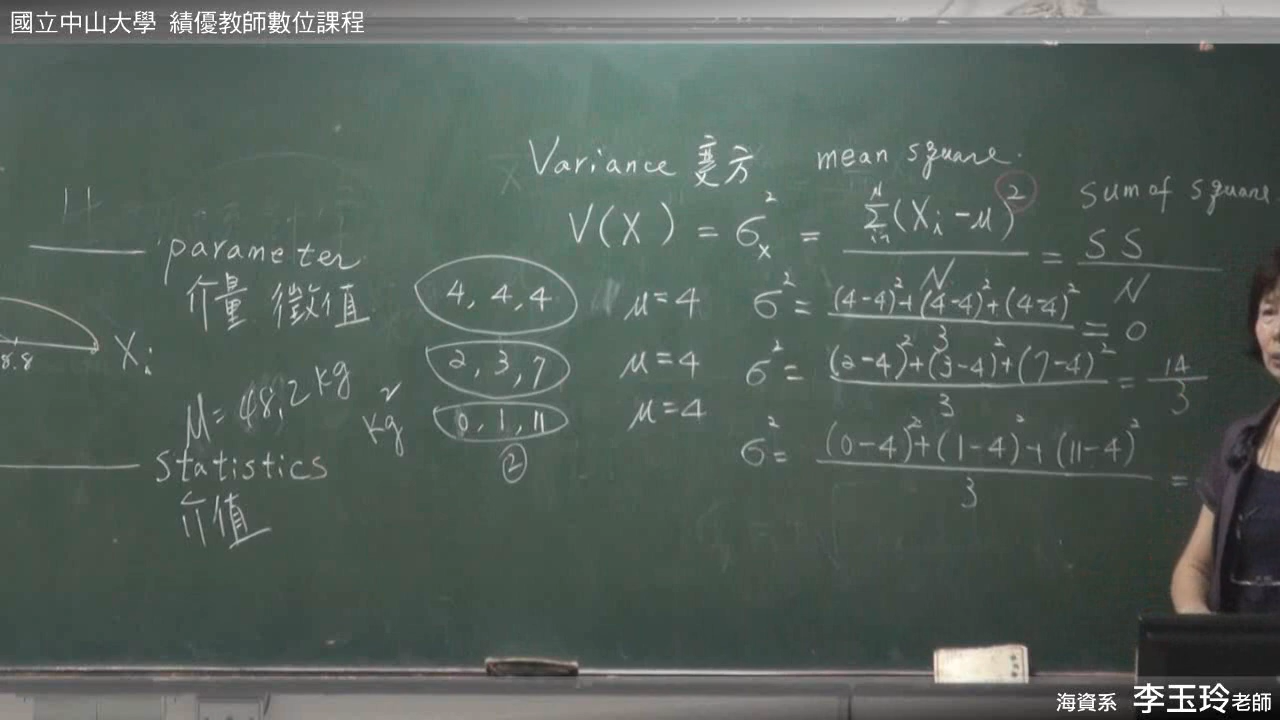 國立中山大學 績優教師數位課程
Variance 變方 mean square.
V(X) = σx² = Σ(Xi - μ)² / N = SS / N
sum of square
parameter
介量 徵值
Xi
μ = 48.2 kg
kg²
statistics
介值
4, 4, 4 μ = 4 σ² = (4-4)² + (4-4)² + (4-4)² / 3 = 0
2, 3, 7 μ = 4 σ² = (2-4)² + (3-4)² + (7-4)² / 3 = 14 / 3
0, 1, 11 μ = 4
②
σ² = (0-4)² + (1-4)² + (11-4)² / 3 =
海資系 李玉玲老師